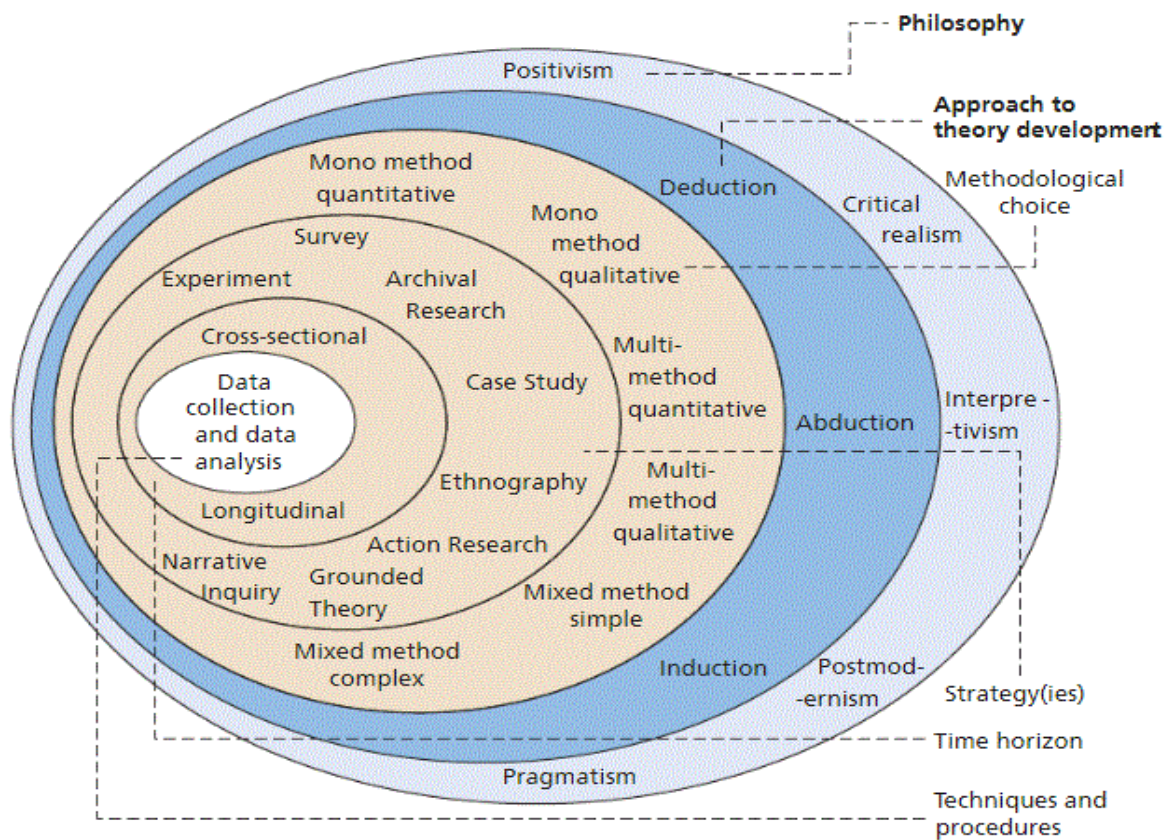 Philosophy
Positivism
Approach to
theory development
Mono method
quantitative
Deduction
Methodological
choice
Critical
realism
Mono
method
qualitative
Survey
Experiment
Archival
Research
Cross-sectional
Multi-
method
quantitative
Data
collection
and data
analysis
Case Study
Abduction
Interpre -
-tivism
Ethnography
Multi-
method
qualitative
Longitudinal
Action Research
Narrative
Inquiry
Grounded
Theory
Mixed method
simple
Mixed method
complex
Induction
Postmod-
-ernism
Strategy(ies)
Time horizon
Pragmatism
Techniques and
procedures